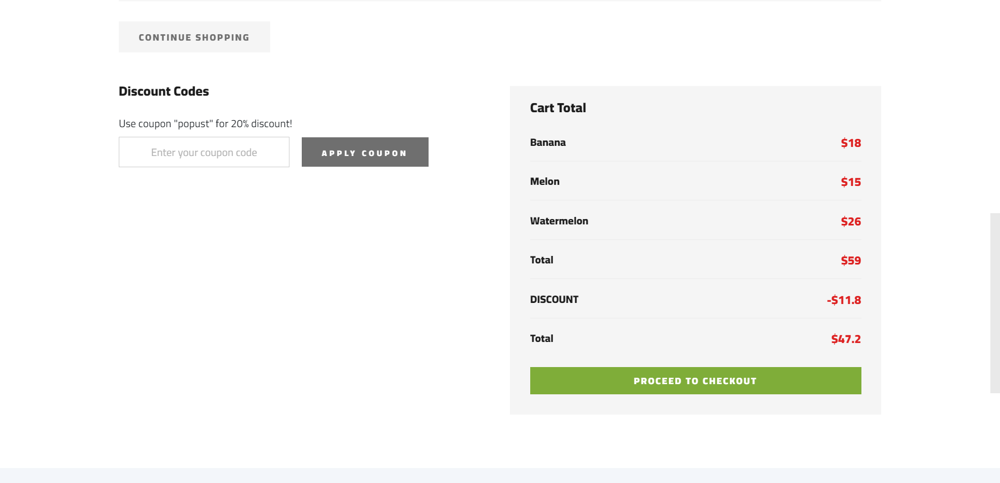 CONTINUE SHOPPING
Discount Codes
Use coupon "popust" for 20% discount!
Enter your coupon code
APPLY COUPON
Cart Total
Banana $18
Melon $15
Watermelon $26
Total $59
DISCOUNT -$11.8
Total $47.2
PROCEED TO CHECKOUT